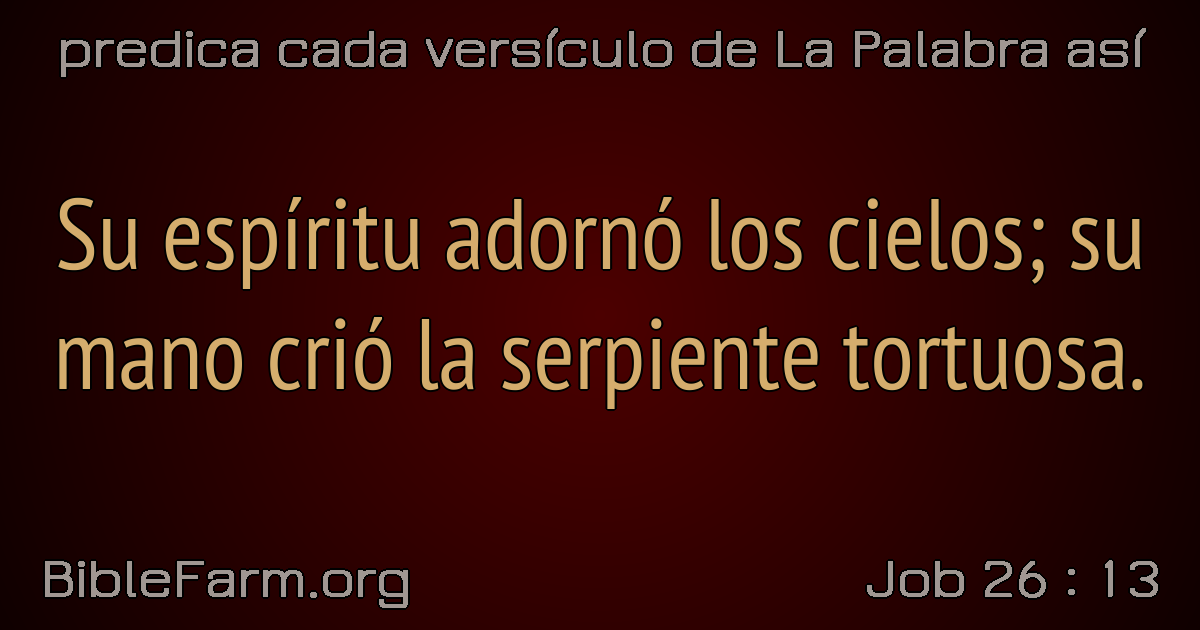 predica cada versículo de La Palabra así
Su espíritu adornó los cielos; su
mano crió la serpiente tortuosa.
BibleFarm.org
Job 26 : 13